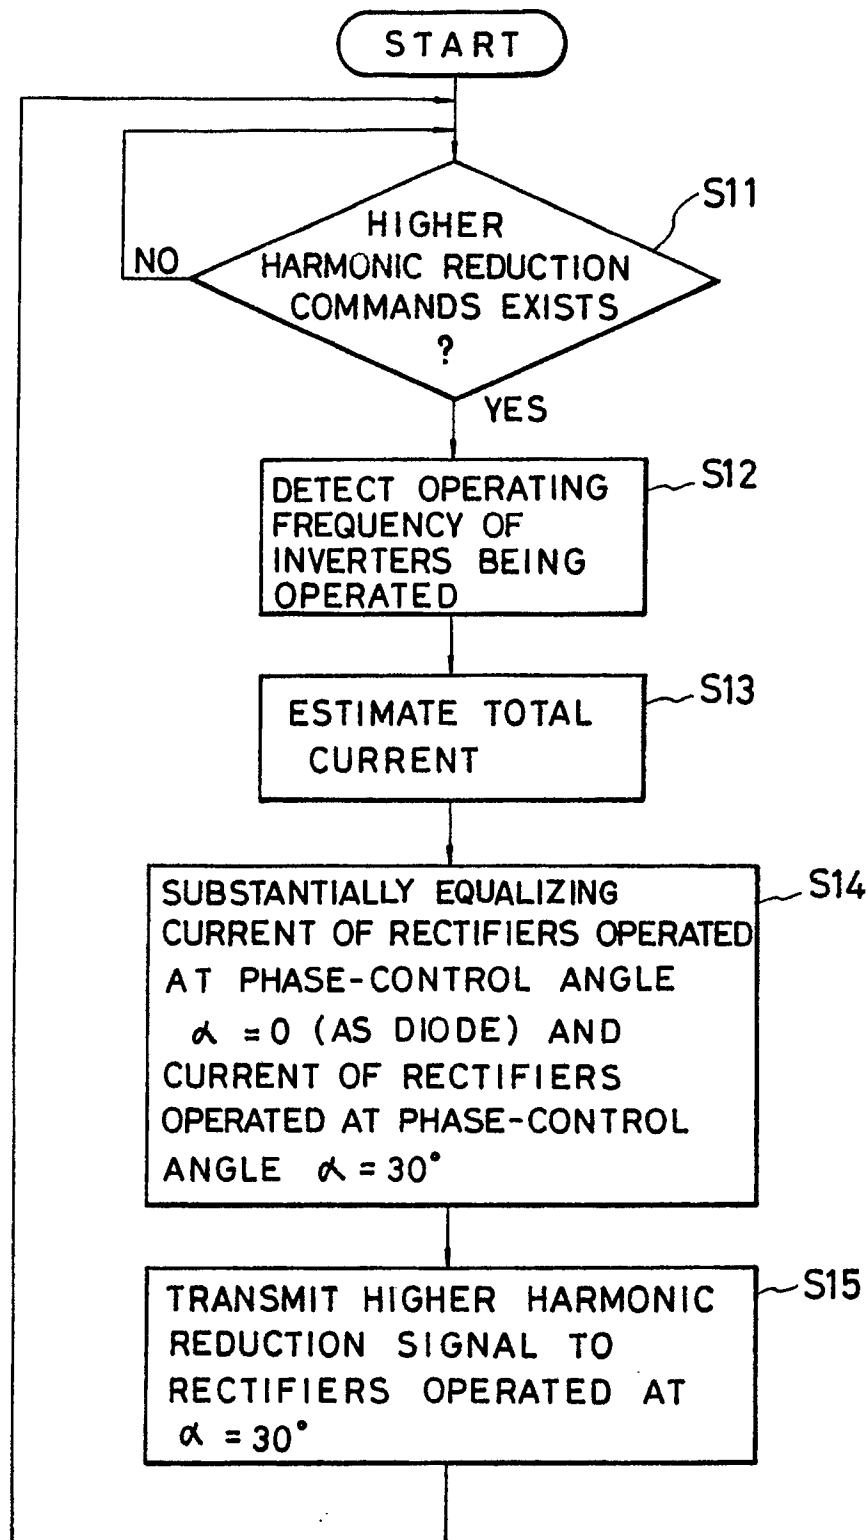 START
S11
HIGHER
HARMONIC REDUCTION
COMMANDS EXISTS
?
NO
YES
S12
DETECT OPERATING
FREQUENCY OF
INVERTERS BEING
OPERATED
S13
ESTIMATE TOTAL
CURRENT
S14
SUBSTANTIALLY EQUALIZING
CURRENT OF RECTIFIERS OPERATED
AT PHASE-CONTROL ANGLE
α = 0 (AS DIODE) AND
CURRENT OF RECTIFIERS
OPERATED AT PHASE-CONTROL
ANGLE α = 30°
S15
TRANSMIT HIGHER HARMONIC
REDUCTION SIGNAL TO
RECTIFIERS OPERATED AT
α = 30°